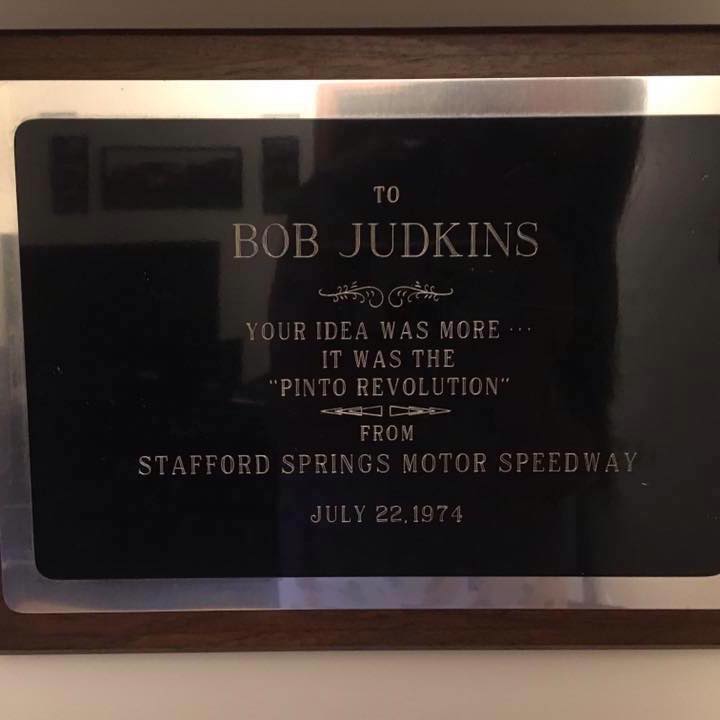 TO
BOB JUDKINS
YOUR IDEA WAS MORE ···
IT WAS THE
"PINTO REVOLUTION"
FROM
STAFFORD SPRINGS MOTOR SPEEDWAY
JULY 22, 1974